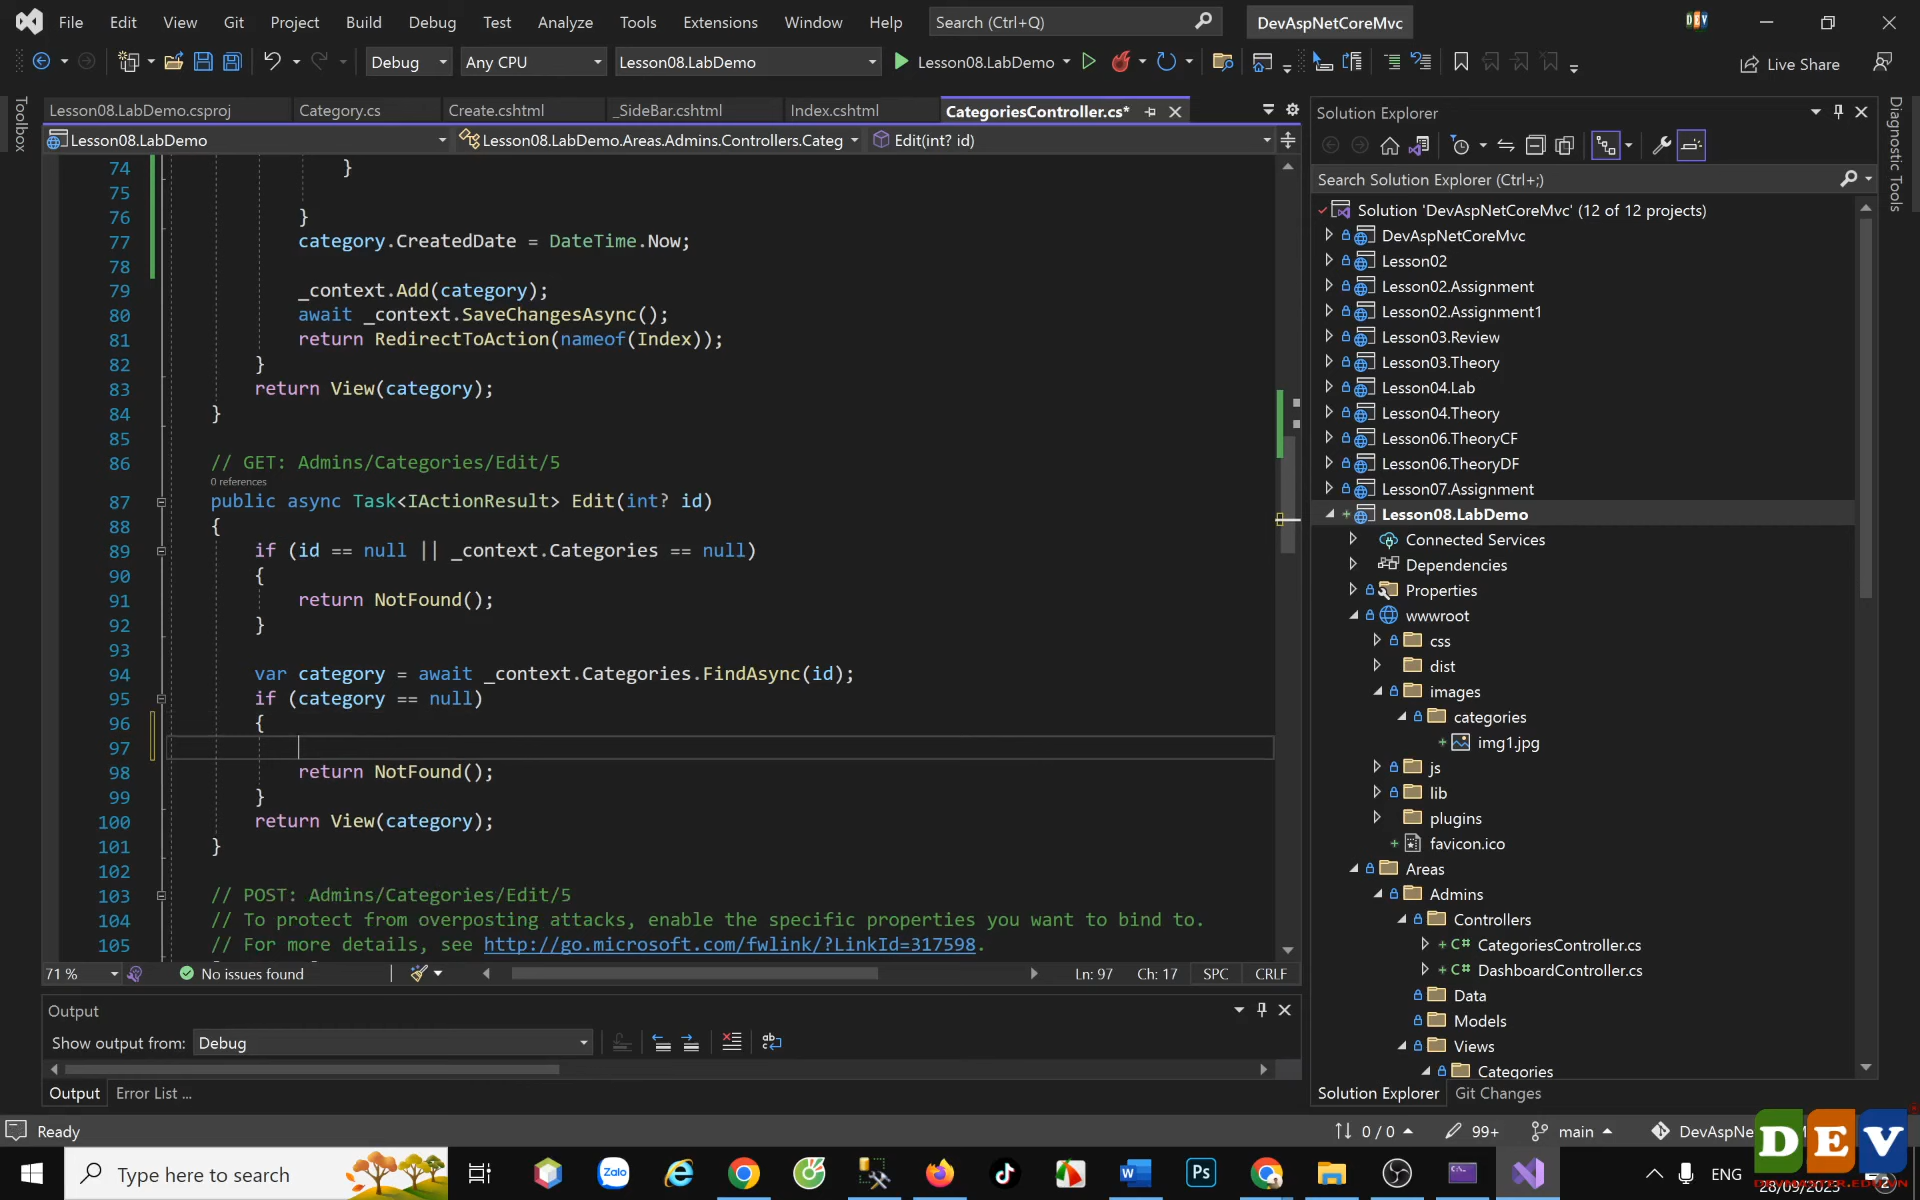 File Edit View Git Project Build Debug Test Analyze Tools Extensions Window Help Search (Ctrl+Q) DevAspNetCoreMvc
Debug Any CPU Lesson08.LabDemo Lesson08.LabDemo Live Share
Toolbox
Lesson08.LabDemo.csproj Category.cs Create.cshtml _SideBar.cshtml Index.cshtml CategoriesController.cs*
Lesson08.LabDemo Lesson08.LabDemo.Areas.Admins.Controllers.Categ Edit(int? id)
74 }
75
76 }
77 category.CreatedDate = DateTime.Now;
78
79 _context.Add(category);
80 await _context.SaveChangesAsync();
81 return RedirectToAction(nameof(Index));
82 }
83 return View(category);
84 }
85
86 // GET: Admins/Categories/Edit/5
0 references
87 public async Task<IActionResult> Edit(int? id)
88 {
89 if (id == null || _context.Categories == null)
90 {
91 return NotFound();
92 }
93
94 var category = await _context.Categories.FindAsync(id);
95 if (category == null)
96 {
97
98 return NotFound();
99 }
100 return View(category);
101 }
102
103 // POST: Admins/Categories/Edit/5
104 // To protect from overposting attacks, enable the specific properties you want to bind to.
105 // For more details, see http://go.microsoft.com/fwlink/?LinkId=317598.
71 % No issues found Ln: 97 Ch: 17 SPC CRLF
Output
Show output from: Debug
Output Error List ...
Solution Explorer
Search Solution Explorer (Ctrl+;)
Solution 'DevAspNetCoreMvc' (12 of 12 projects)
DevAspNetCoreMvc
Lesson02
Lesson02.Assignment
Lesson02.Assignment1
Lesson03.Review
Lesson03.Theory
Lesson04.Lab
Lesson04.Theory
Lesson06.TheoryCF
Lesson06.TheoryDF
Lesson07.Assignment
Lesson08.LabDemo
Connected Services
Dependencies
Properties
wwwroot
css
dist
images
categories
img1.jpg
js
lib
plugins
favicon.ico
Areas
Admins
Controllers
C# CategoriesController.cs
C# DashboardController.cs
Data
Models
Views
Categories
Solution Explorer Git Changes
Diagnostic Tools
Ready 0 / 0 99+ main DevAspNe
Type here to search Zalo Ps ENG 28/09/2023 2
DEV